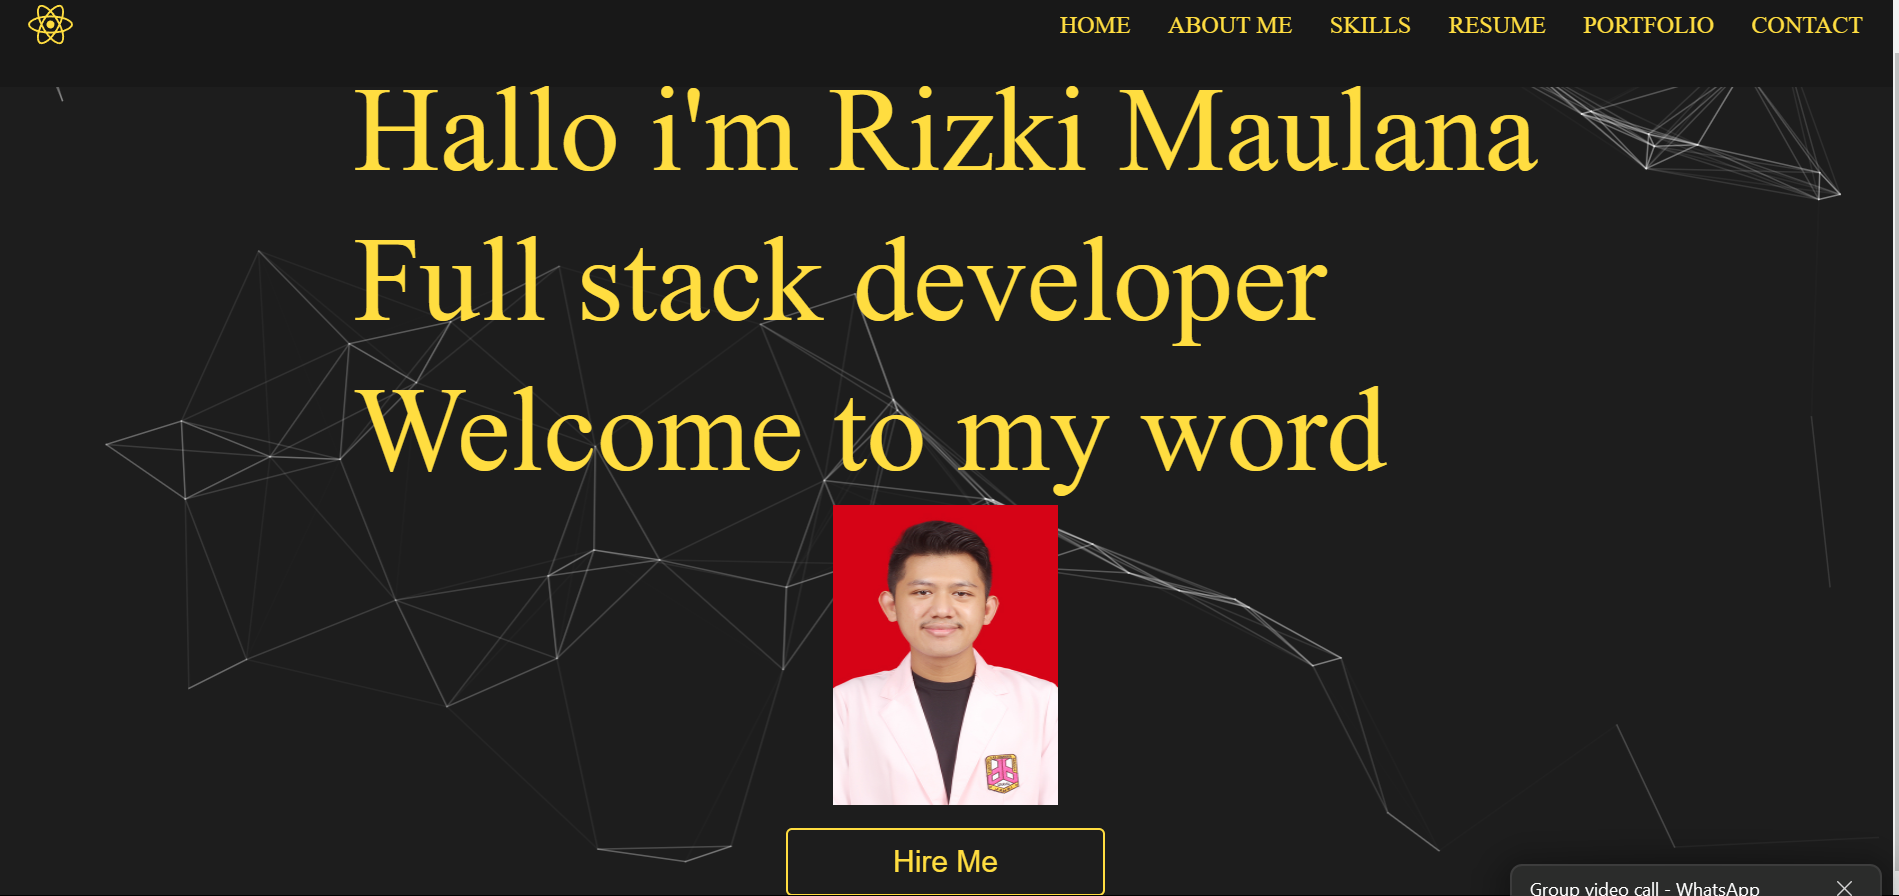 HOME ABOUT ME SKILLS RESUME PORTFOLIO CONTACT
Hallo i'm Rizki Maulana
Full stack developer
Welcome to my word
Hire Me
Group video call - WhatsApp